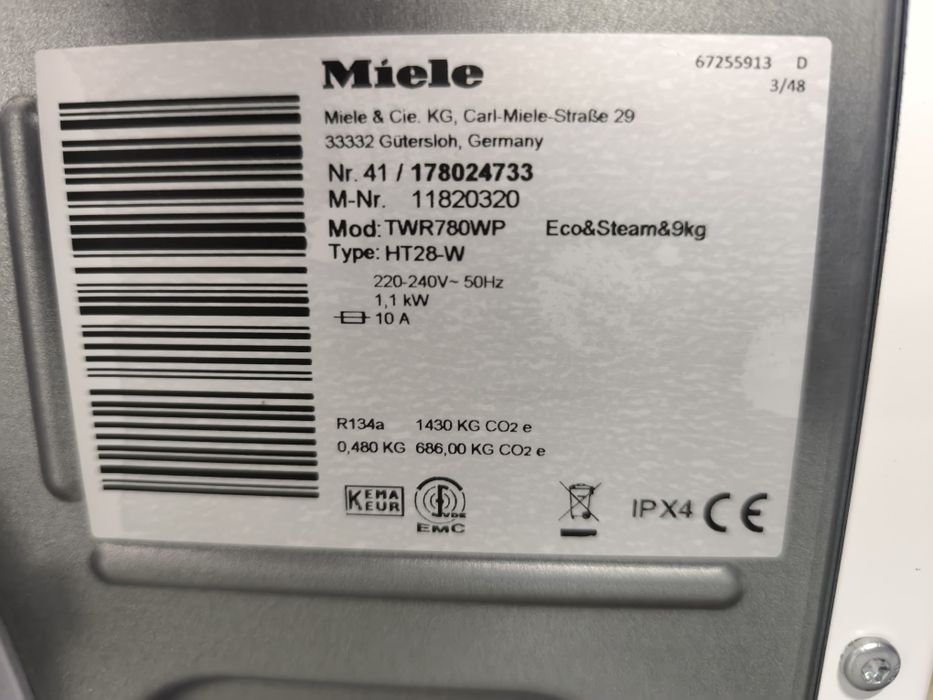 Miele
67255913 D
3/48
Miele & Cie. KG, Carl-Miele-Straße 29
33332 Gütersloh, Germany
Nr. 41 / 178024733
M-Nr. 11820320
Mod: TWR780WP Eco&Steam&9kg
Type: HT28-W
220-240V~ 50Hz
1,1 kW
10 A
R134a 1430 KG CO2 e
0,480 KG 686,00 KG CO2 e
KEMA
KEUR
VDE
EMC
IPX4 CE